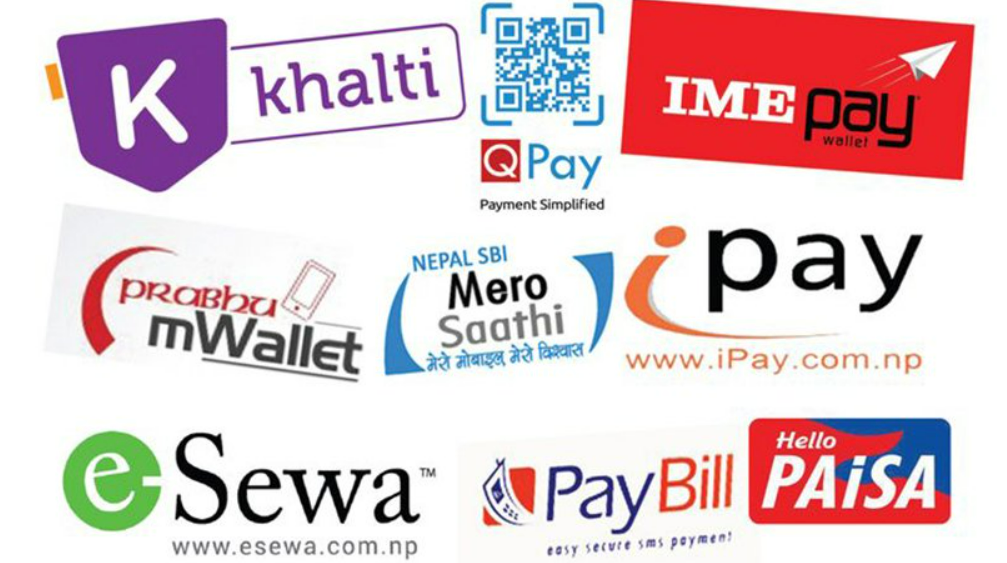 K khalti
QPay
Payment Simplified
IME pay
wallet
PRABHU
mWallet
NEPAL SBI
Mero
Saathi
मेरो मोबाइल मेरो विश्वास
ipay
www.iPay.com.np
e-Sewa™
www.esewa.com.np
PayBill
easy secure sms payment
Hello
PAiSA